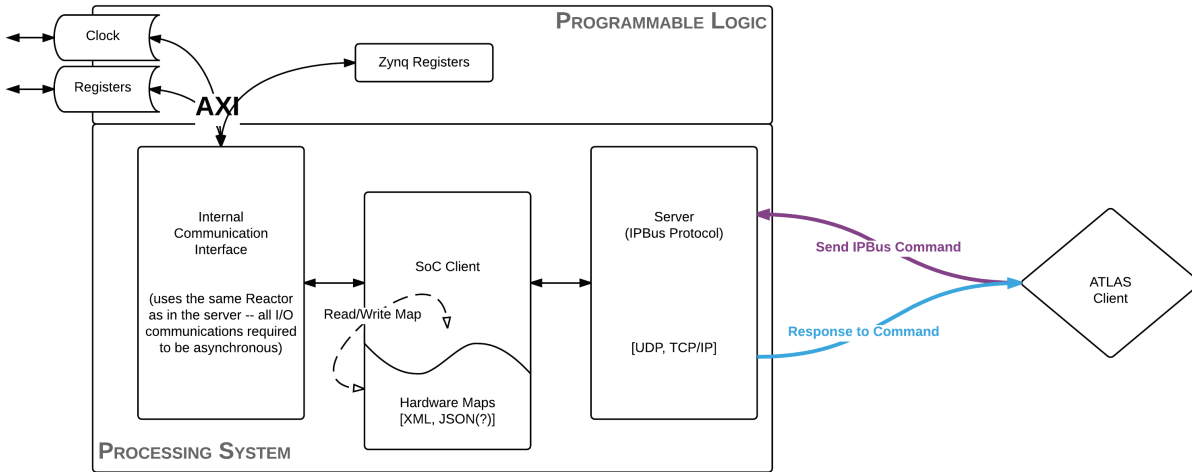 PROGRAMMABLE LOGIC
Clock
Registers
Zynq Registers
AXI
Internal
Communication
Interface
(uses the same Reactor
as in the server -- all I/O
communications required
to be asynchronous)
SoC Client
Read/Write Map
Hardware Maps
[XML, JSON(?)]
Server
(IPBus Protocol)
[UDP, TCP/IP]
Send IPBus Command
Response to Command
ATLAS
Client
PROCESSING SYSTEM